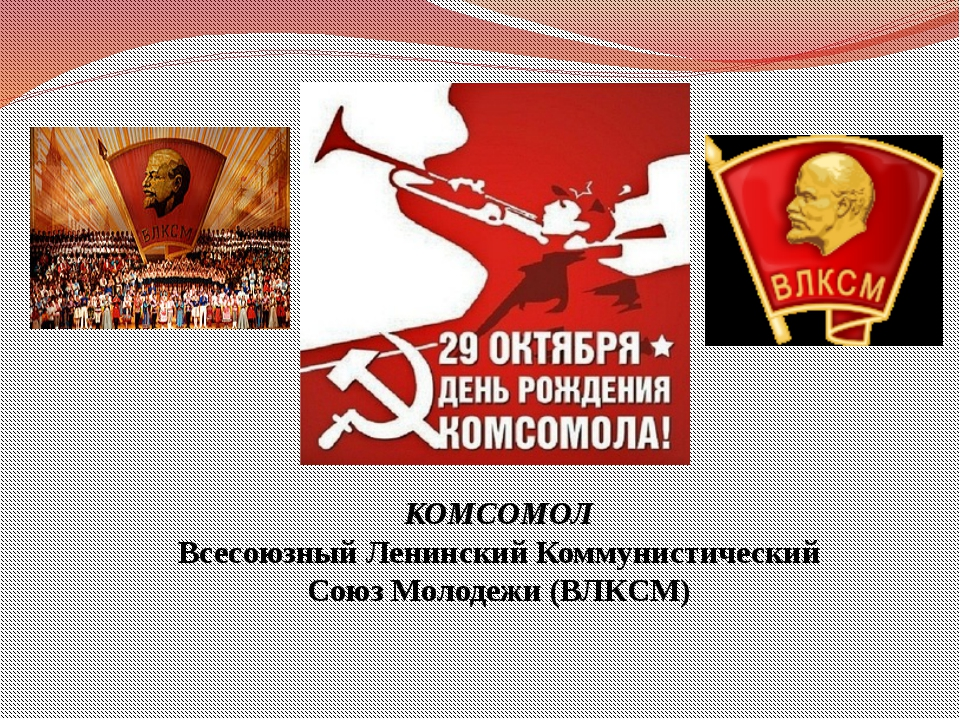 ВЛКСМ
29 ОКТЯБРЯ
ДЕНЬ РОЖДЕНИЯ
КОМСОМОЛА!
ВЛКСМ
КОМСОМОЛ
Всесоюзный Ленинский Коммунистический
Союз Молодежи (ВЛКСМ)